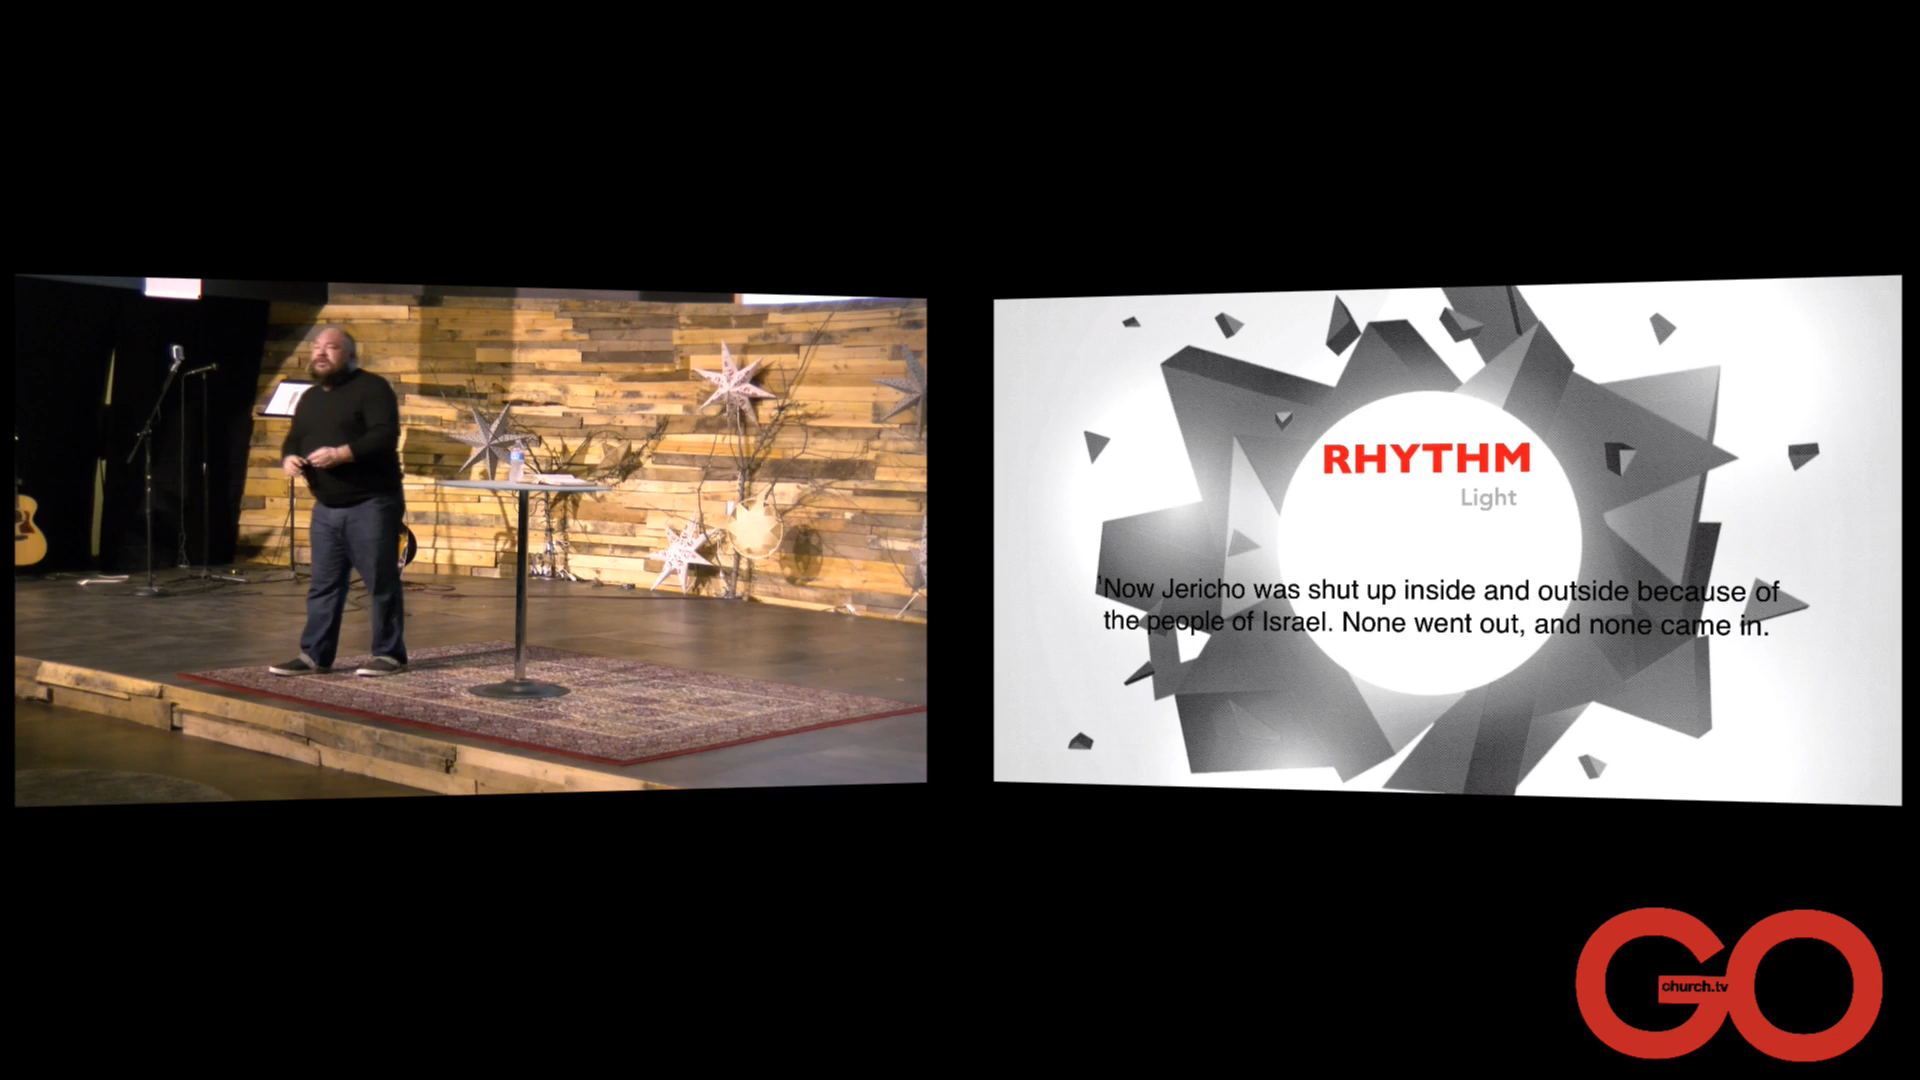 RHYTHM
Light
¹Now Jericho was shut up inside and outside because of
the people of Israel. None went out, and none came in.
GO
church.tv